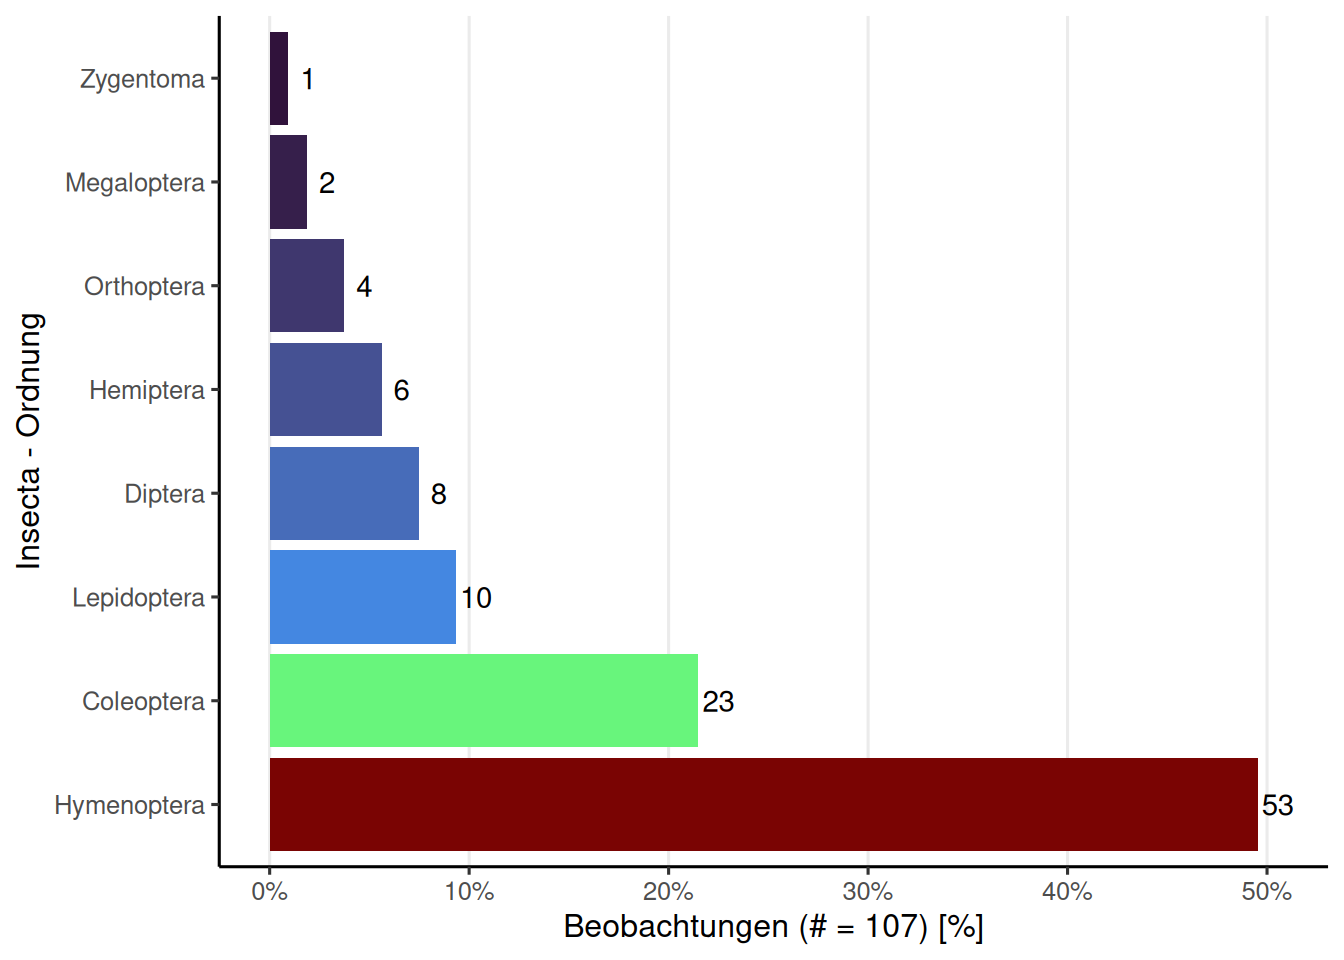 Insecta - Ordnung
Zygentoma 1
Megaloptera 2
Orthoptera 4
Hemiptera 6
Diptera 8
Lepidoptera 10
Coleoptera 23
Hymenoptera 53
0% 10% 20% 30% 40% 50%
Beobachtungen (# = 107) [%]